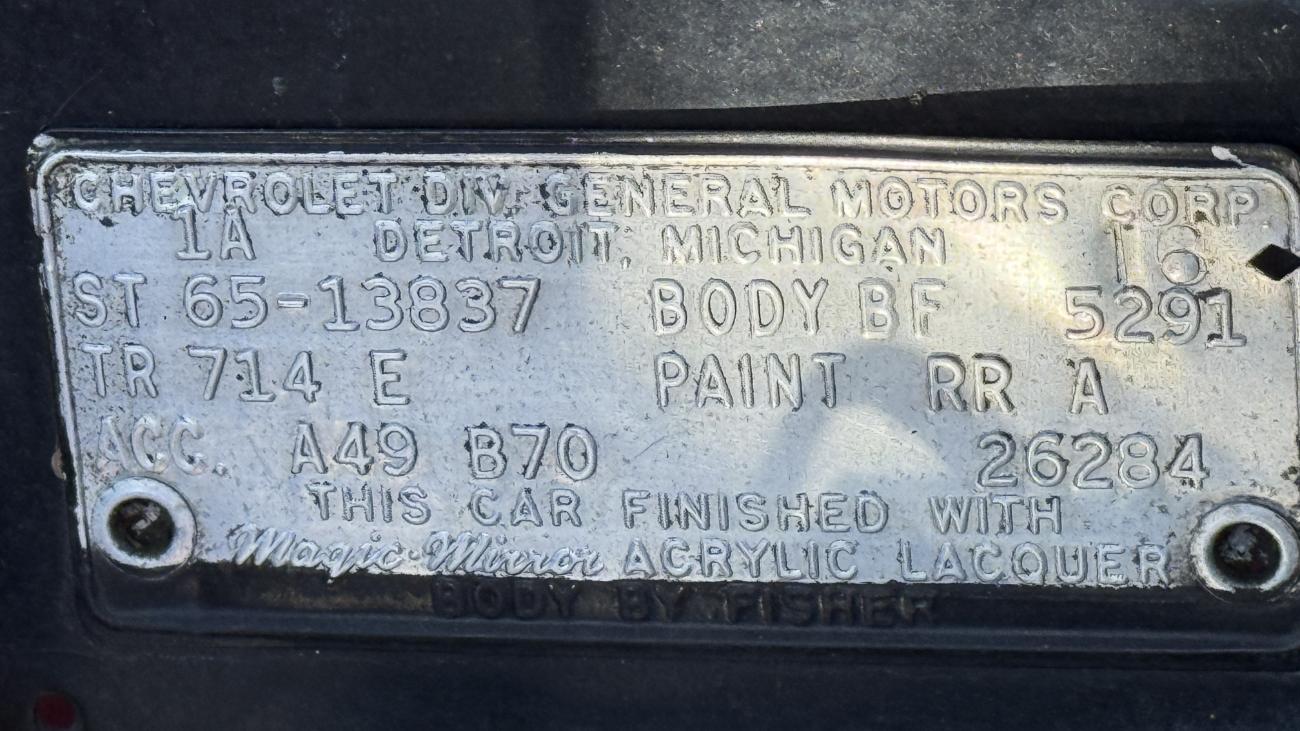 CHEVROLET DIV. GENERAL MOTORS CORP.
1A DETROIT, MICHIGAN 16
ST 65-13837 BODY BF 5291
TR 714 E PAINT RR A
ACC. A49 B70 26284
THIS CAR FINISHED WITH
Magic-Mirror ACRYLIC LACQUER
BODY BY FISHER